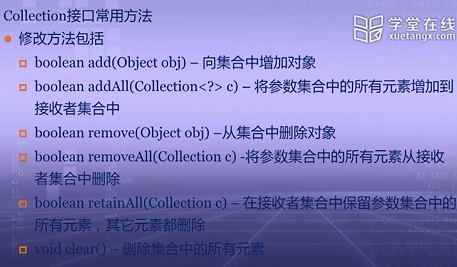 Collection接口常用方法
学堂在线
xuetangx.com
修改方法包括
boolean add(Object obj) – 向集合中增加对象
boolean addAll(Collection<?> c) – 将参数集合中的所有元素增加到
接收者集合中
boolean remove(Object obj) –从集合中删除对象
boolean removeAll(Collection c) -将参数集合中的所有元素从接收
者集合中删除
boolean retainAll(Collection c) – 在接收者集合中保留参数集合中的
所有元素，其它元素都删除
void clear() – 删除集合中的所有元素